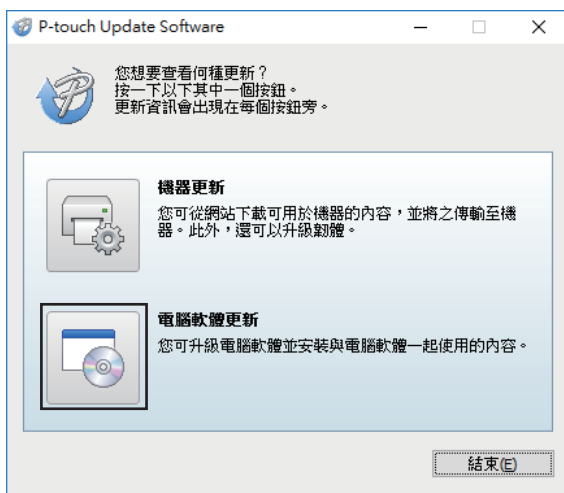 P-touch Update Software
您想要查看何種更新？
按一下以下其中一個按鈕。
更新資訊會出現在每個按鈕旁。
機器更新
您可從網站下載可用於機器的內容，並將之傳輸至機
器。此外，還可以升級韌體。
電腦軟體更新
您可升級電腦軟體並安裝與電腦軟體一起使用的內容。
結束(E)